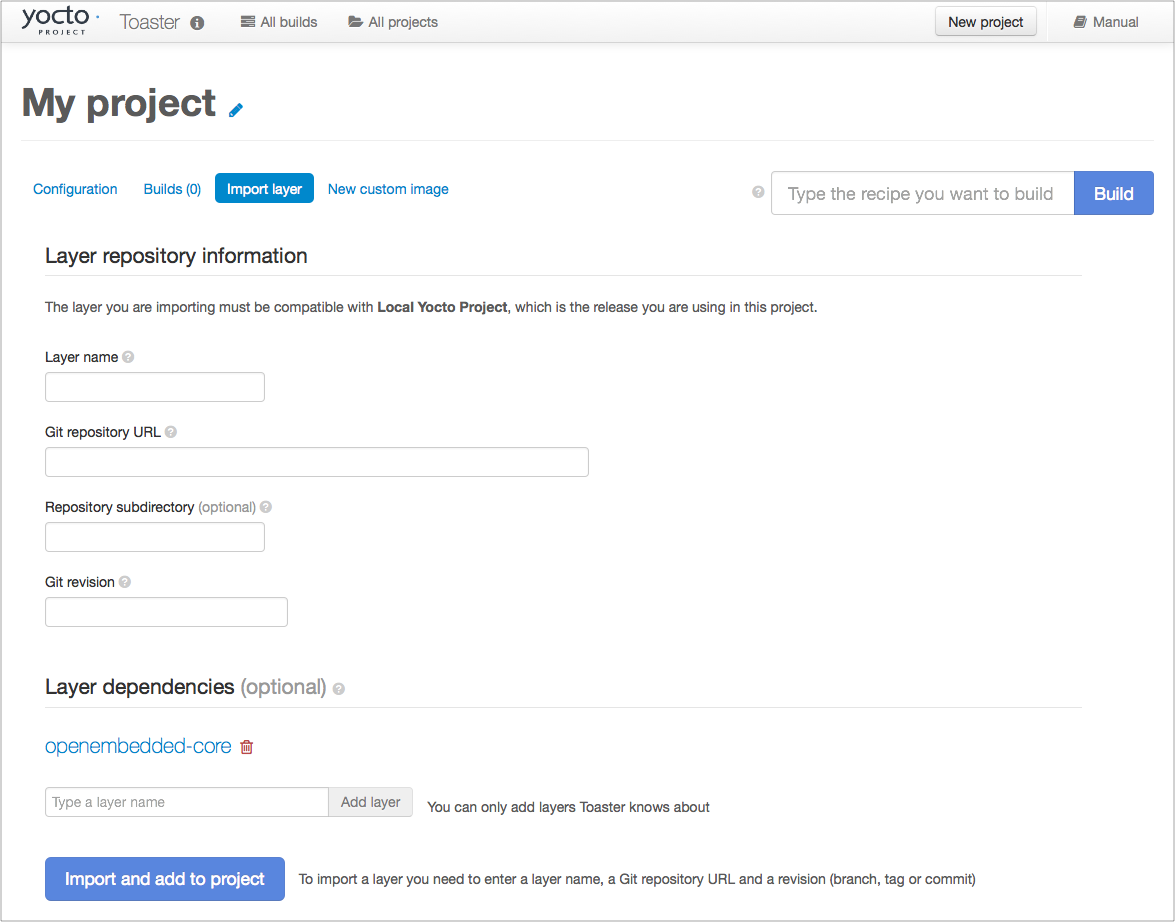 yocto PROJECT Toaster All builds All projects New project Manual
My project
Configuration Builds (0) Import layer New custom image Type the recipe you want to build Build
Layer repository information
The layer you are importing must be compatible with Local Yocto Project, which is the release you are using in this project.
Layer name
Git repository URL
Repository subdirectory (optional)
Git revision
Layer dependencies (optional)
openembedded-core
Type a layer name Add layer You can only add layers Toaster knows about
Import and add to project To import a layer you need to enter a layer name, a Git repository URL and a revision (branch, tag or commit)